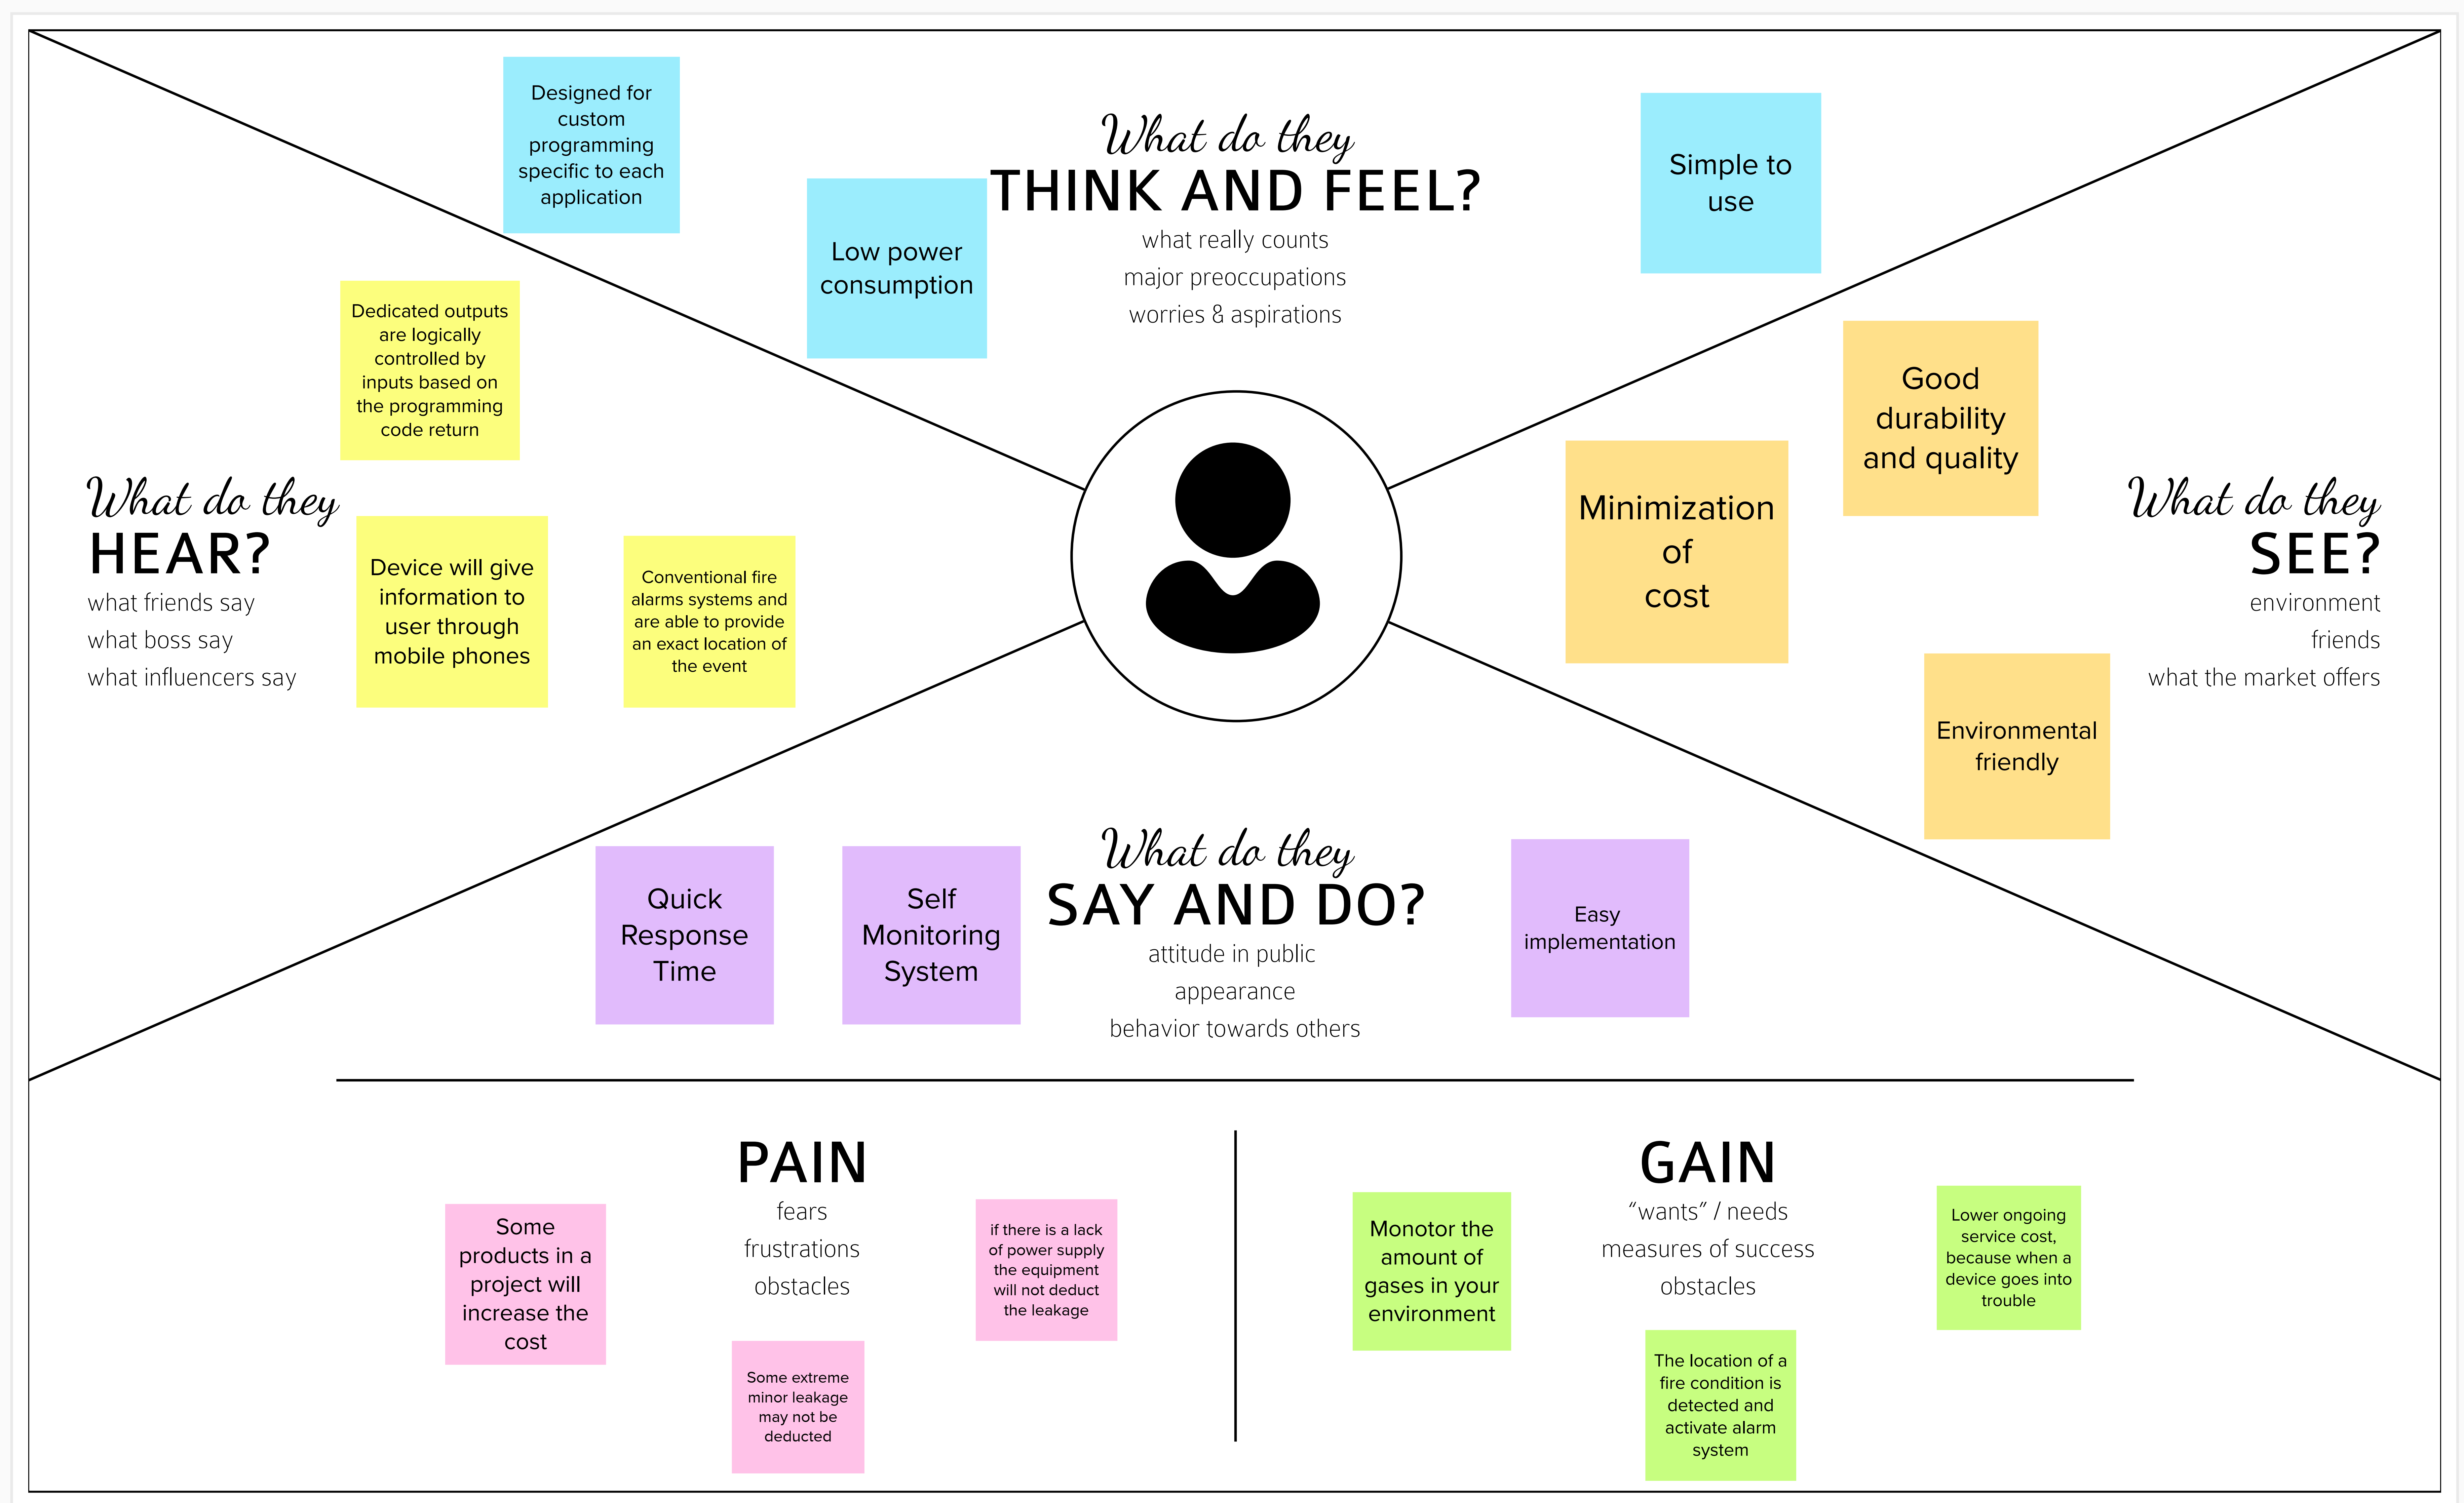 Designed for
custom
programming
specific to each
application
Low power
consumption
What do they
THINK AND FEEL?
what really counts
major preoccupations
worries & aspirations
Simple to
use
Dedicated outputs
are logically
controlled by
inputs based on
the programming
code return
What do they
HEAR?
what friends say
what boss say
what influencers say
Device will give
information to
user through
mobile phones
Conventional fire
alarms systems and
are able to provide
an exact location of
the event
Good
durability
and quality
Minimization
of
cost
What do they
SEE?
environment
friends
what the market offers
Environmental
friendly
Quick
Response
Time
Self
Monitoring
System
What do they
SAY AND DO?
attitude in public
appearance
behavior towards others
Easy
implementation
PAIN
fears
frustrations
obstacles
Some
products in a
project will
increase the
cost
Some extreme
minor leakage
may not be
deducted
if there is a lack
of power supply
the equipment
will not deduct
the leakage
GAIN
“wants” / needs
measures of success
obstacles
Monotor the
amount of
gases in your
environment
The location of a
fire condition is
detected and
activate alarm
system
Lower ongoing
service cost,
because when a
device goes into
trouble